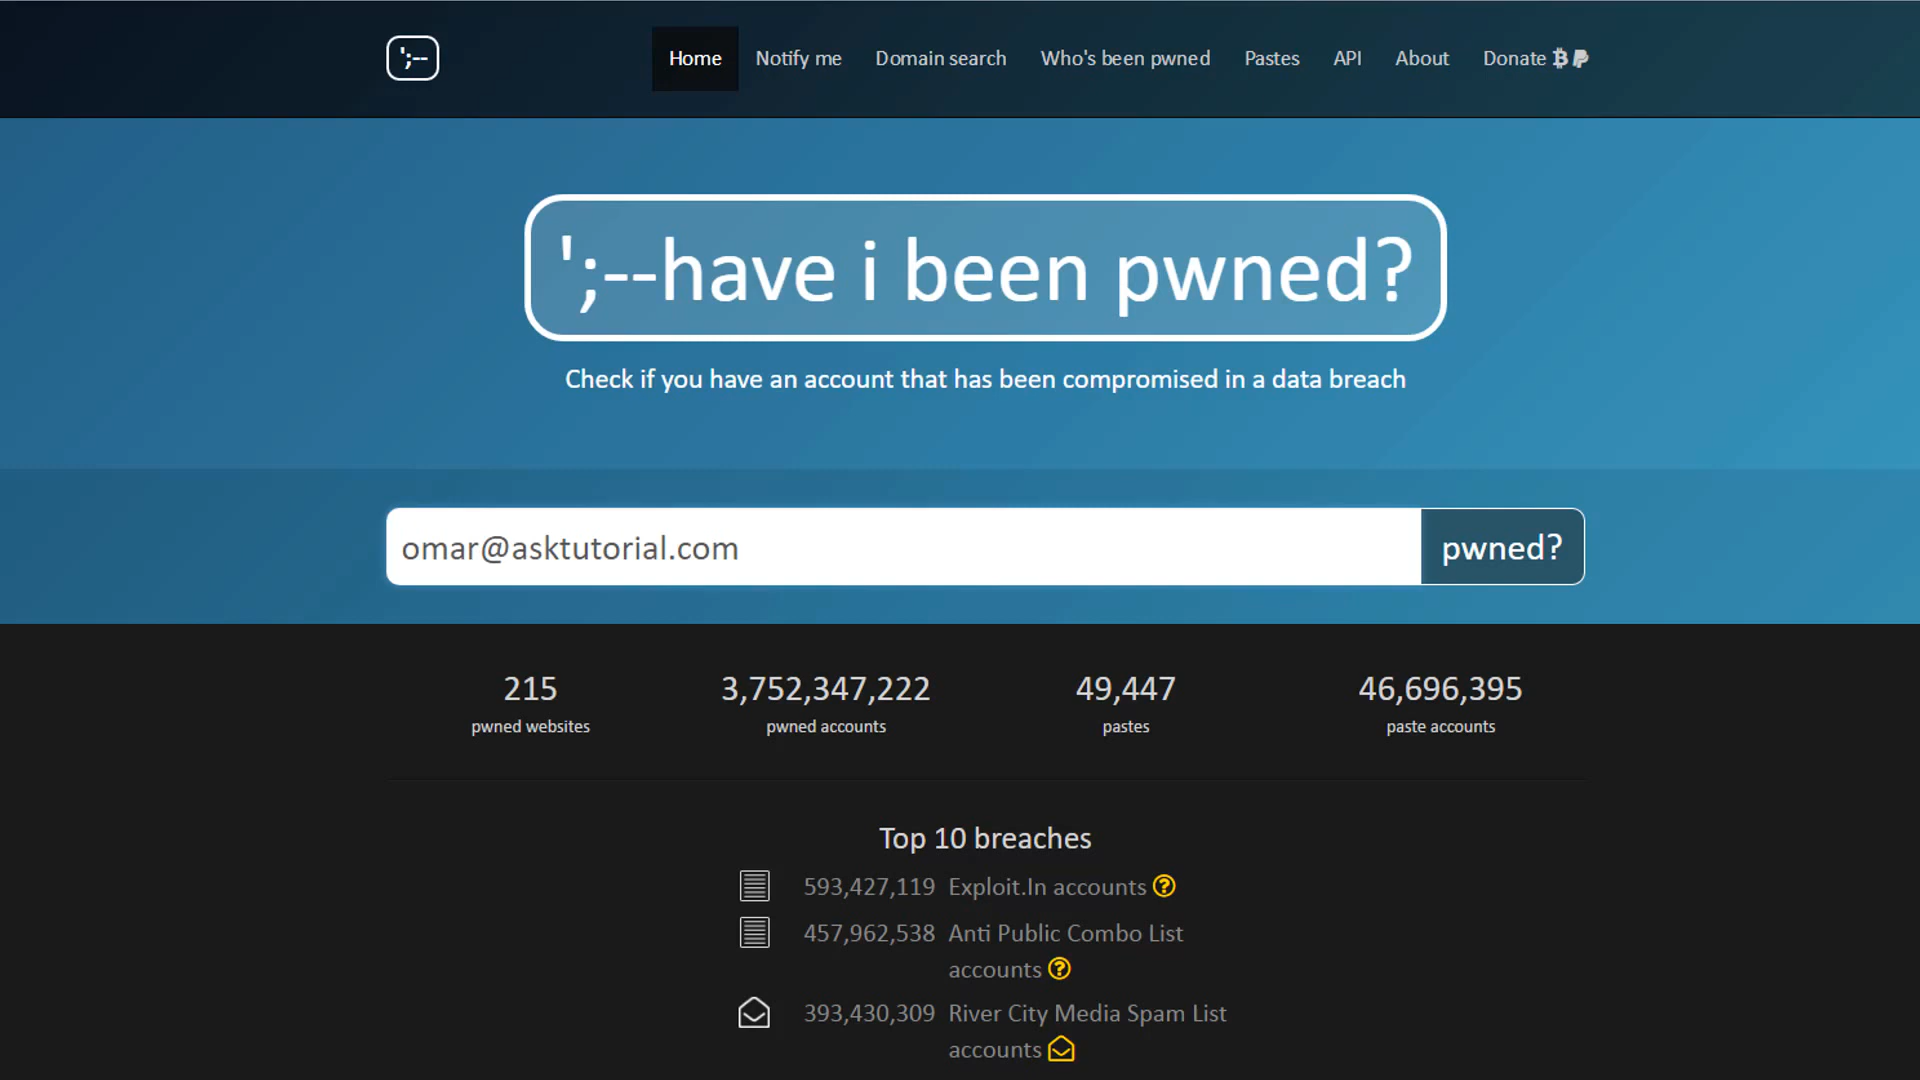 ';--
Home Notify me Domain search Who's been pwned Pastes API About Donate
';--have i been pwned?
Check if you have an account that has been compromised in a data breach
omar@asktutorial.com pwned?
215 3,752,347,222 49,447 46,696,395
pwned websites pwned accounts pastes paste accounts
Top 10 breaches
593,427,119 Exploit.In accounts
457,962,538 Anti Public Combo List
accounts
393,430,309 River City Media Spam List
accounts